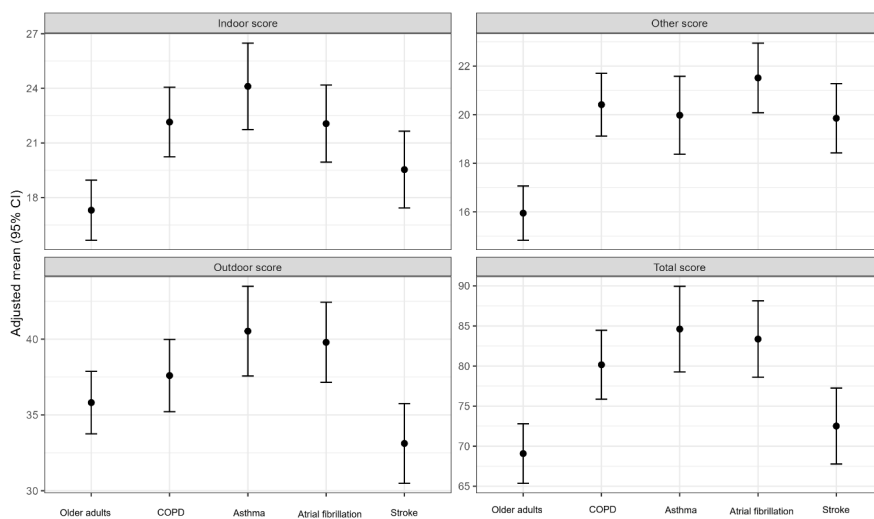 Indoor score
Other score
27
24
21
18
22
20
18
16
Adjusted mean (95% CI)
Outdoor score
Total score
40
35
30
90
85
80
75
70
65
Older adults COPD Asthma Atrial fibrillation Stroke
Older adults COPD Asthma Atrial fibrillation Stroke